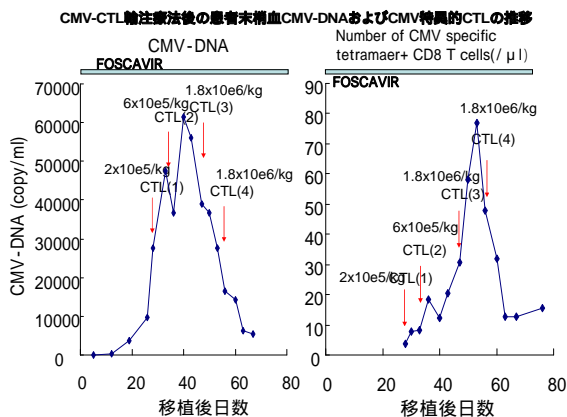 CMV-CTL輸注療法後の患者末梢血CMV-DNAおよびCMV特異的CTLの推移
CMV-DNA
FOSCAVIR
70000
60000
50000
40000
30000
20000
10000
0
CMV-DNA (copy/ml)
2x10e5/kg
CTL(1)
6x10e5/kg
CTL(2)
1.8x10e6/kg
CTL(3)
1.8x10e6/kg
CTL(4)
0 20 40 60 80
移植後日数
Number of CMV specific
tetramaer+ CD8 T cells(/μl)
FOSCAVIR
90
80
70
60
50
40
30
20
10
0
2x10e5/kg
CTL(1)
6x10e5/kg
CTL(2)
1.8x10e6/kg
CTL(3)
1.8x10e6/kg
CTL(4)
0 20 40 60 80
移植後日数